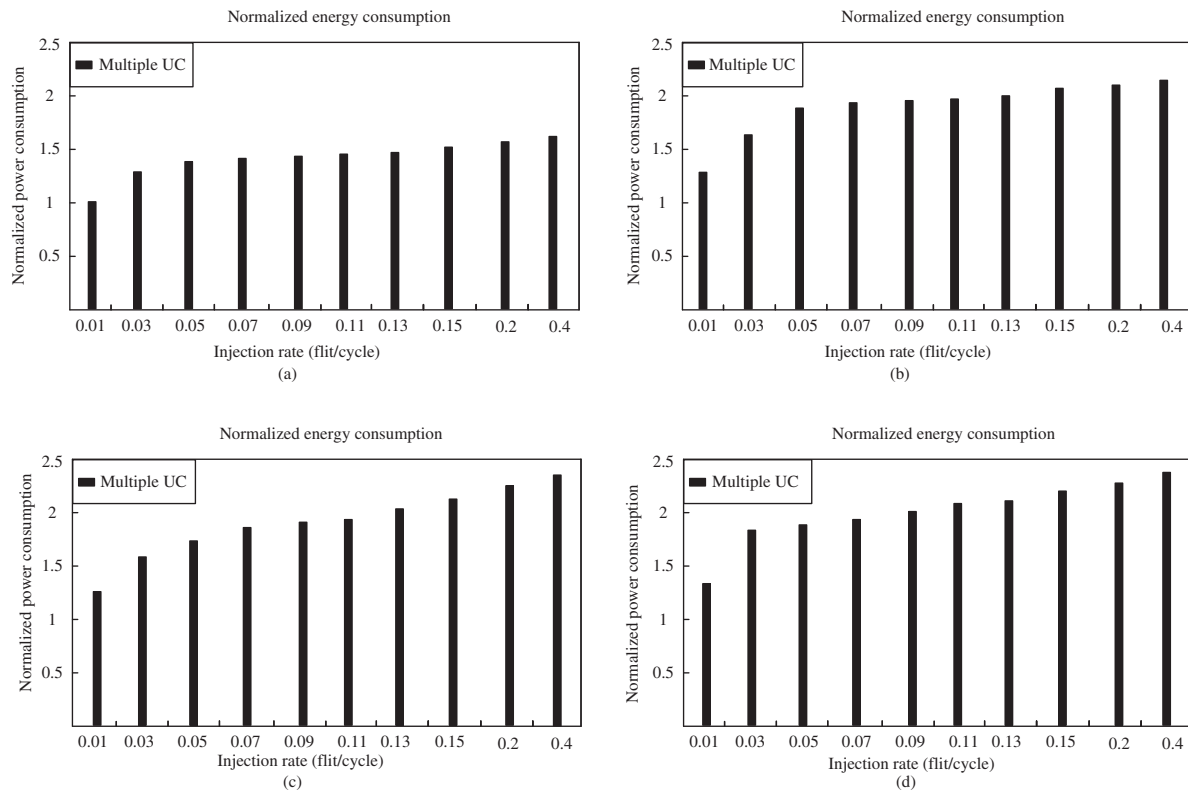 Normalized energy consumption
2.5
2
1.5
1
0.5
Normalized power consumption
Multiple UC
0.01 0.03 0.05 0.07 0.09 0.11 0.13 0.15 0.2 0.4
Injection rate (flit/cycle)
(a)
Normalized energy consumption
2.5
2
1.5
1
0.5
Normalized power consumption
Multiple UC
0.01 0.03 0.05 0.07 0.09 0.11 0.13 0.15 0.2 0.4
Injection rate (flit/cycle)
(b)
Normalized energy consumption
2.5
2
1.5
1
0.5
Normalized power consumption
Multiple UC
0.01 0.03 0.05 0.07 0.09 0.11 0.13 0.15 0.2 0.4
Injection rate (flit/cycle)
(c)
Normalized energy consumption
2.5
2
1.5
1
0.5
Normalized power consumption
Multiple UC
0.01 0.03 0.05 0.07 0.09 0.11 0.13 0.15 0.2 0.4
Injection rate (flit/cycle)
(d)